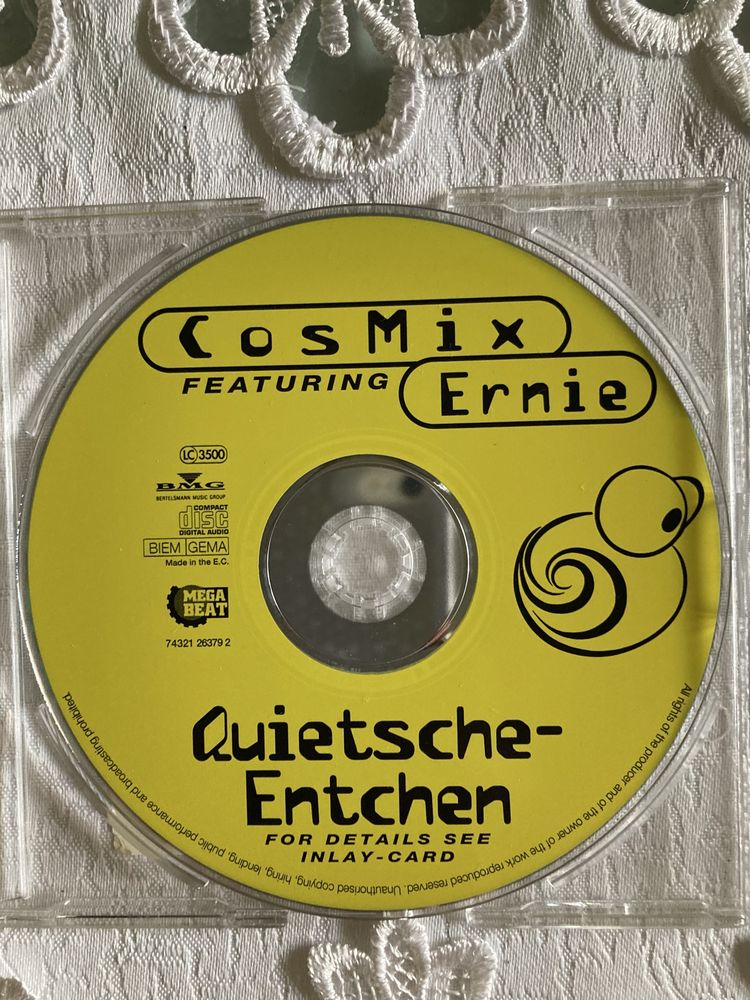 CosMix
FEATURING
Ernie
LC 3500
BMG
BERTELSMANN MUSIC GROUP
COMPACT
disc
DIGITAL AUDIO
BIEM GEMA
Made in the E.C.
MEGA
BEAT
74321 26379 2
Quietsche-
Entchen
FOR DETAILS SEE
INLAY-CARD
All rights of the producer and of the owner of the work reproduced reserved. Unauthorised copying, hiring, lending, public performance and broadcasting prohibited.